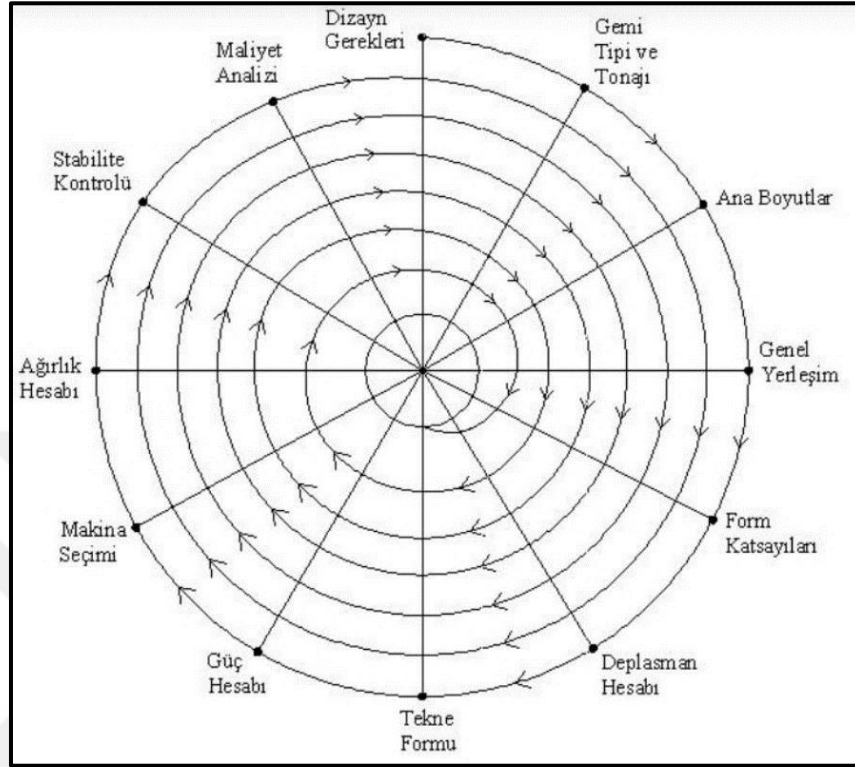 Dizayn
Gerekleri
Gemi
Tipi ve
Tonajı
Ana Boyutlar
Genel
Yerleşim
Form
Katsayıları
Deplasman
Hesabı
Tekne
Formu
Güç
Hesabı
Makina
Seçimi
Ağırlık
Hesabı
Stabilite
Kontrolü
Maliyet
Analizi